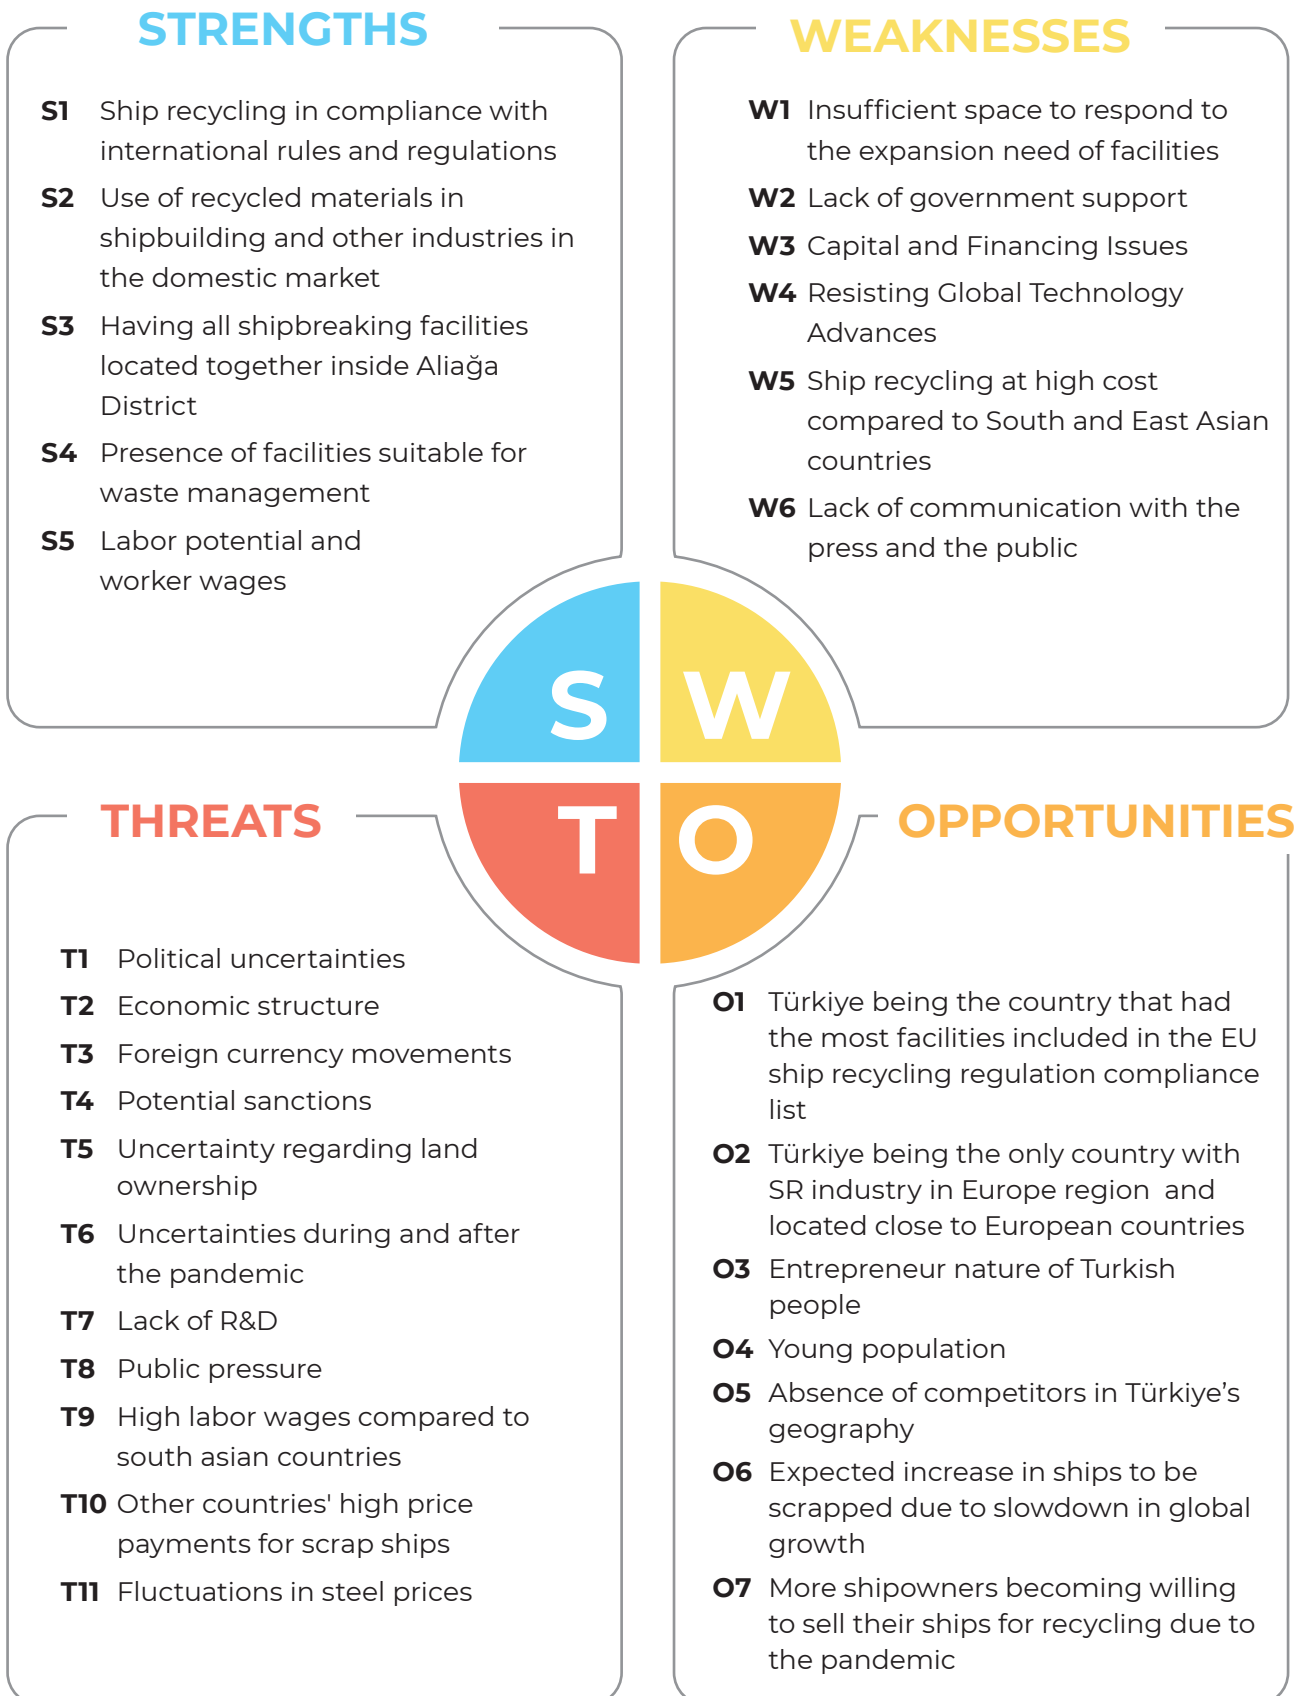 STRENGTHS
S1 Ship recycling in compliance with
international rules and regulations
S2 Use of recycled materials in
shipbuilding and other industries in
the domestic market
S3 Having all shipbreaking facilities
located together inside Aliağa
District
S4 Presence of facilities suitable for
waste management
S5 Labor potential and
worker wages
WEAKNESSES
W1 Insufficient space to respond to
the expansion need of facilities
W2 Lack of government support
W3 Capital and Financing Issues
W4 Resisting Global Technology
Advances
W5 Ship recycling at high cost
compared to South and East Asian
countries
W6 Lack of communication with the
press and the public
S W
T O
THREATS
T1 Political uncertainties
T2 Economic structure
T3 Foreign currency movements
T4 Potential sanctions
T5 Uncertainty regarding land
ownership
T6 Uncertainties during and after
the pandemic
T7 Lack of R&D
T8 Public pressure
T9 High labor wages compared to
south asian countries
T10 Other countries' high price
payments for scrap ships
T11 Fluctuations in steel prices
OPPORTUNITIES
O1 Türkiye being the country that had
the most facilities included in the EU
ship recycling regulation compliance
list
O2 Türkiye being the only country with
SR industry in Europe region and
located close to European countries
O3 Entrepreneur nature of Turkish
people
O4 Young population
O5 Absence of competitors in Türkiye’s
geography
O6 Expected increase in ships to be
scrapped due to slowdown in global
growth
O7 More shipowners becoming willing
to sell their ships for recycling due to
the pandemic